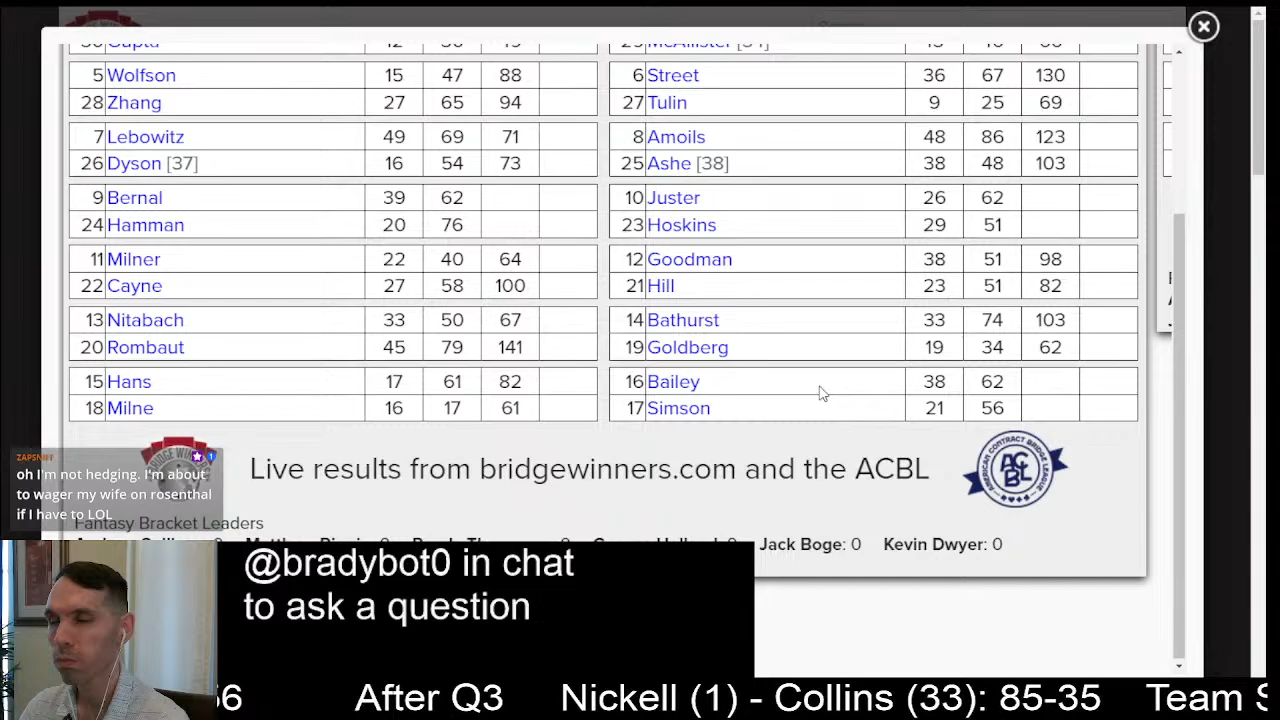 5 Wolfson 15 47 88
28 Zhang 27 65 94
7 Lebowitz 49 69 71
26 Dyson [37] 16 54 73
9 Bernal 39 62
24 Hamman 20 76
11 Milner 22 40 64
22 Cayne 27 58 100
13 Nitabach 33 50 67
20 Rombaut 45 79 141
15 Hans 17 61 82
18 Milne 16 17 61
6 Street 36 67 130
27 Tulin 9 25 69
8 Amoils 48 86 123
25 Ashe [38] 38 48 103
10 Juster 26 62
23 Hoskins 29 51
12 Goodman 38 51 98
21 Hill 23 51 82
14 Bathurst 33 74 103
19 Goldberg 19 34 62
16 Bailey 38 62
17 Simson 21 56
Live results from bridgewinners.com and the ACBL
AMERICAN CONTRACT BRIDGE LEAGUE
ACBL
ZAPSNIFF
oh I'm not hedging. I'm about
to wager my wife on rosenthal
if I have to LOL
Fantasy Bracket Leaders
Jack Boge: 0 Kevin Dwyer: 0
@bradybot0 in chat
to ask a question
After Q3 Nickell (1) - Collins (33): 85-35 Team